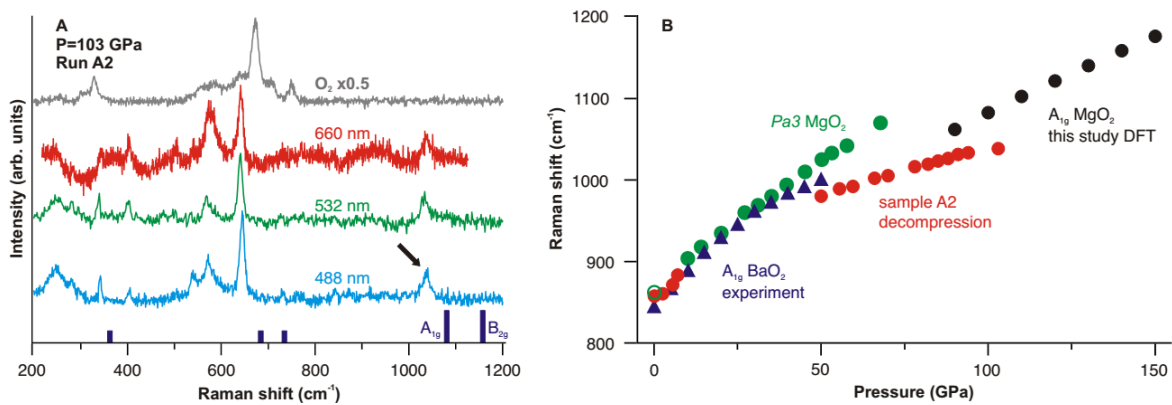 A
P=103 GPa
Run A2
O₂ x0.5
660 nm
532 nm
488 nm
A₁g
B₂g
Intensity (arb. units)
200
400
600
800
1000
1200
Raman shift (cm⁻¹)
B
1200
1100
1000
900
800
Raman shift (cm⁻¹)
Pa3 MgO₂
A₁g MgO₂
this study DFT
sample A2
decompression
A₁g BaO₂
experiment
0
50
100
150
Pressure (GPa)